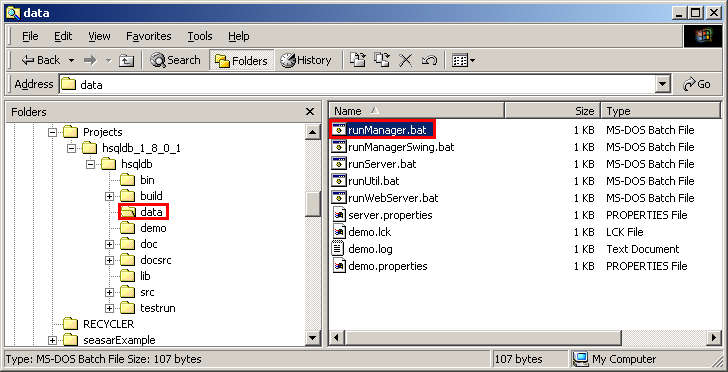 data
File Edit View Favorites Tools Help
Back Search Folders History Go
Address data
Folders
Projects
hsqldb_1_8_0_1
hsqldb
bin
build
data
demo
doc
docsrc
lib
src
testrun
RECYCLER
seasarExample
Name Size Type
runManager.bat 1 KB MS-DOS Batch File
runManagerSwing.bat 1 KB MS-DOS Batch File
runServer.bat 1 KB MS-DOS Batch File
runUtil.bat 1 KB MS-DOS Batch File
runWebServer.bat 1 KB MS-DOS Batch File
server.properties 1 KB PROPERTIES File
demo.lck 1 KB LCK File
demo.log 1 KB Text Document
demo.properties 1 KB PROPERTIES File
Type: MS-DOS Batch File Size: 107 bytes 107 bytes My Computer